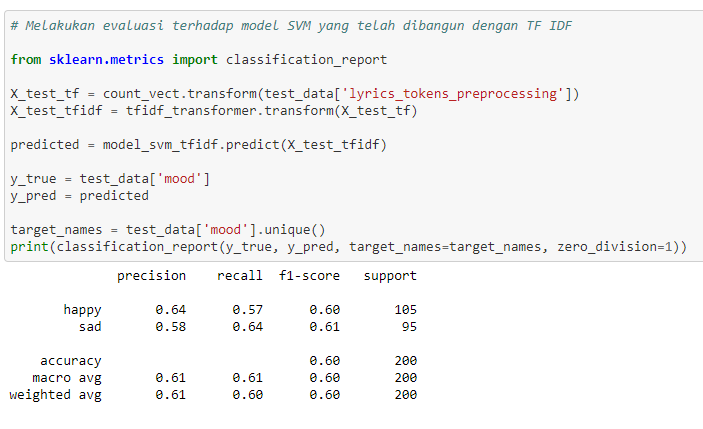 # Melakukan evaluasi terhadap model SVM yang telah dibangun dengan TF IDF
from sklearn.metrics import classification_report
X_test_tf = count_vect.transform(test_data['lyrics_tokens_preprocessing'])
X_test_tfidf = tfidf_transformer.transform(X_test_tf)
predicted = model_svm_tfidf.predict(X_test_tfidf)
y_true = test_data['mood']
y_pred = predicted
target_names = test_data['mood'].unique()
print(classification_report(y_true, y_pred, target_names=target_names, zero_division=1))
precision recall f1-score support
happy 0.64 0.57 0.60 105
sad 0.58 0.64 0.61 95
accuracy 0.60 200
macro avg 0.61 0.61 0.60 200
weighted avg 0.61 0.60 0.60 200